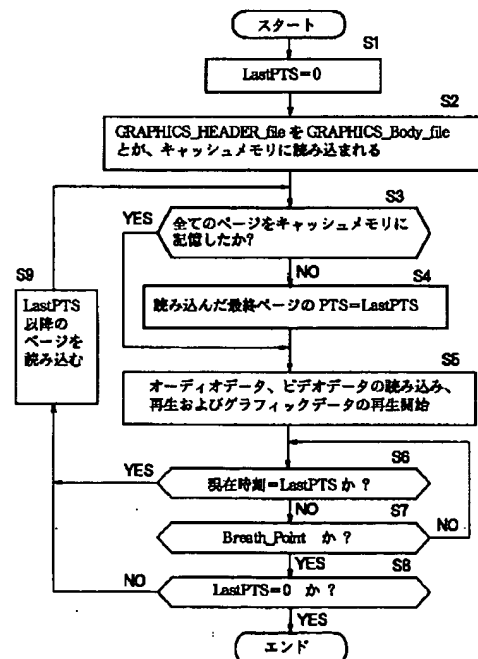 スタート
S1
LastPTS=0
S2
GRAPHICS_HEADER_file を GRAPHICS_Body_file
とが、キャッシュメモリに読み込まれる
S3
YES
全てのページをキャッシュメモリに
記憶したか?
NO
S4
読み込んだ最終ページの PTS=LastPTS
S9
LastPTS
以降の
ページを
読み込む
S5
オーディオデータ、ビデオデータの読み込み、
再生およびグラフィックデータの再生開始
S6
YES
現在時刻=LastPTS か ?
NO
S7
Breath_Point か ?
NO
YES
S8
NO
LastPTS=0 か ?
YES
エンド